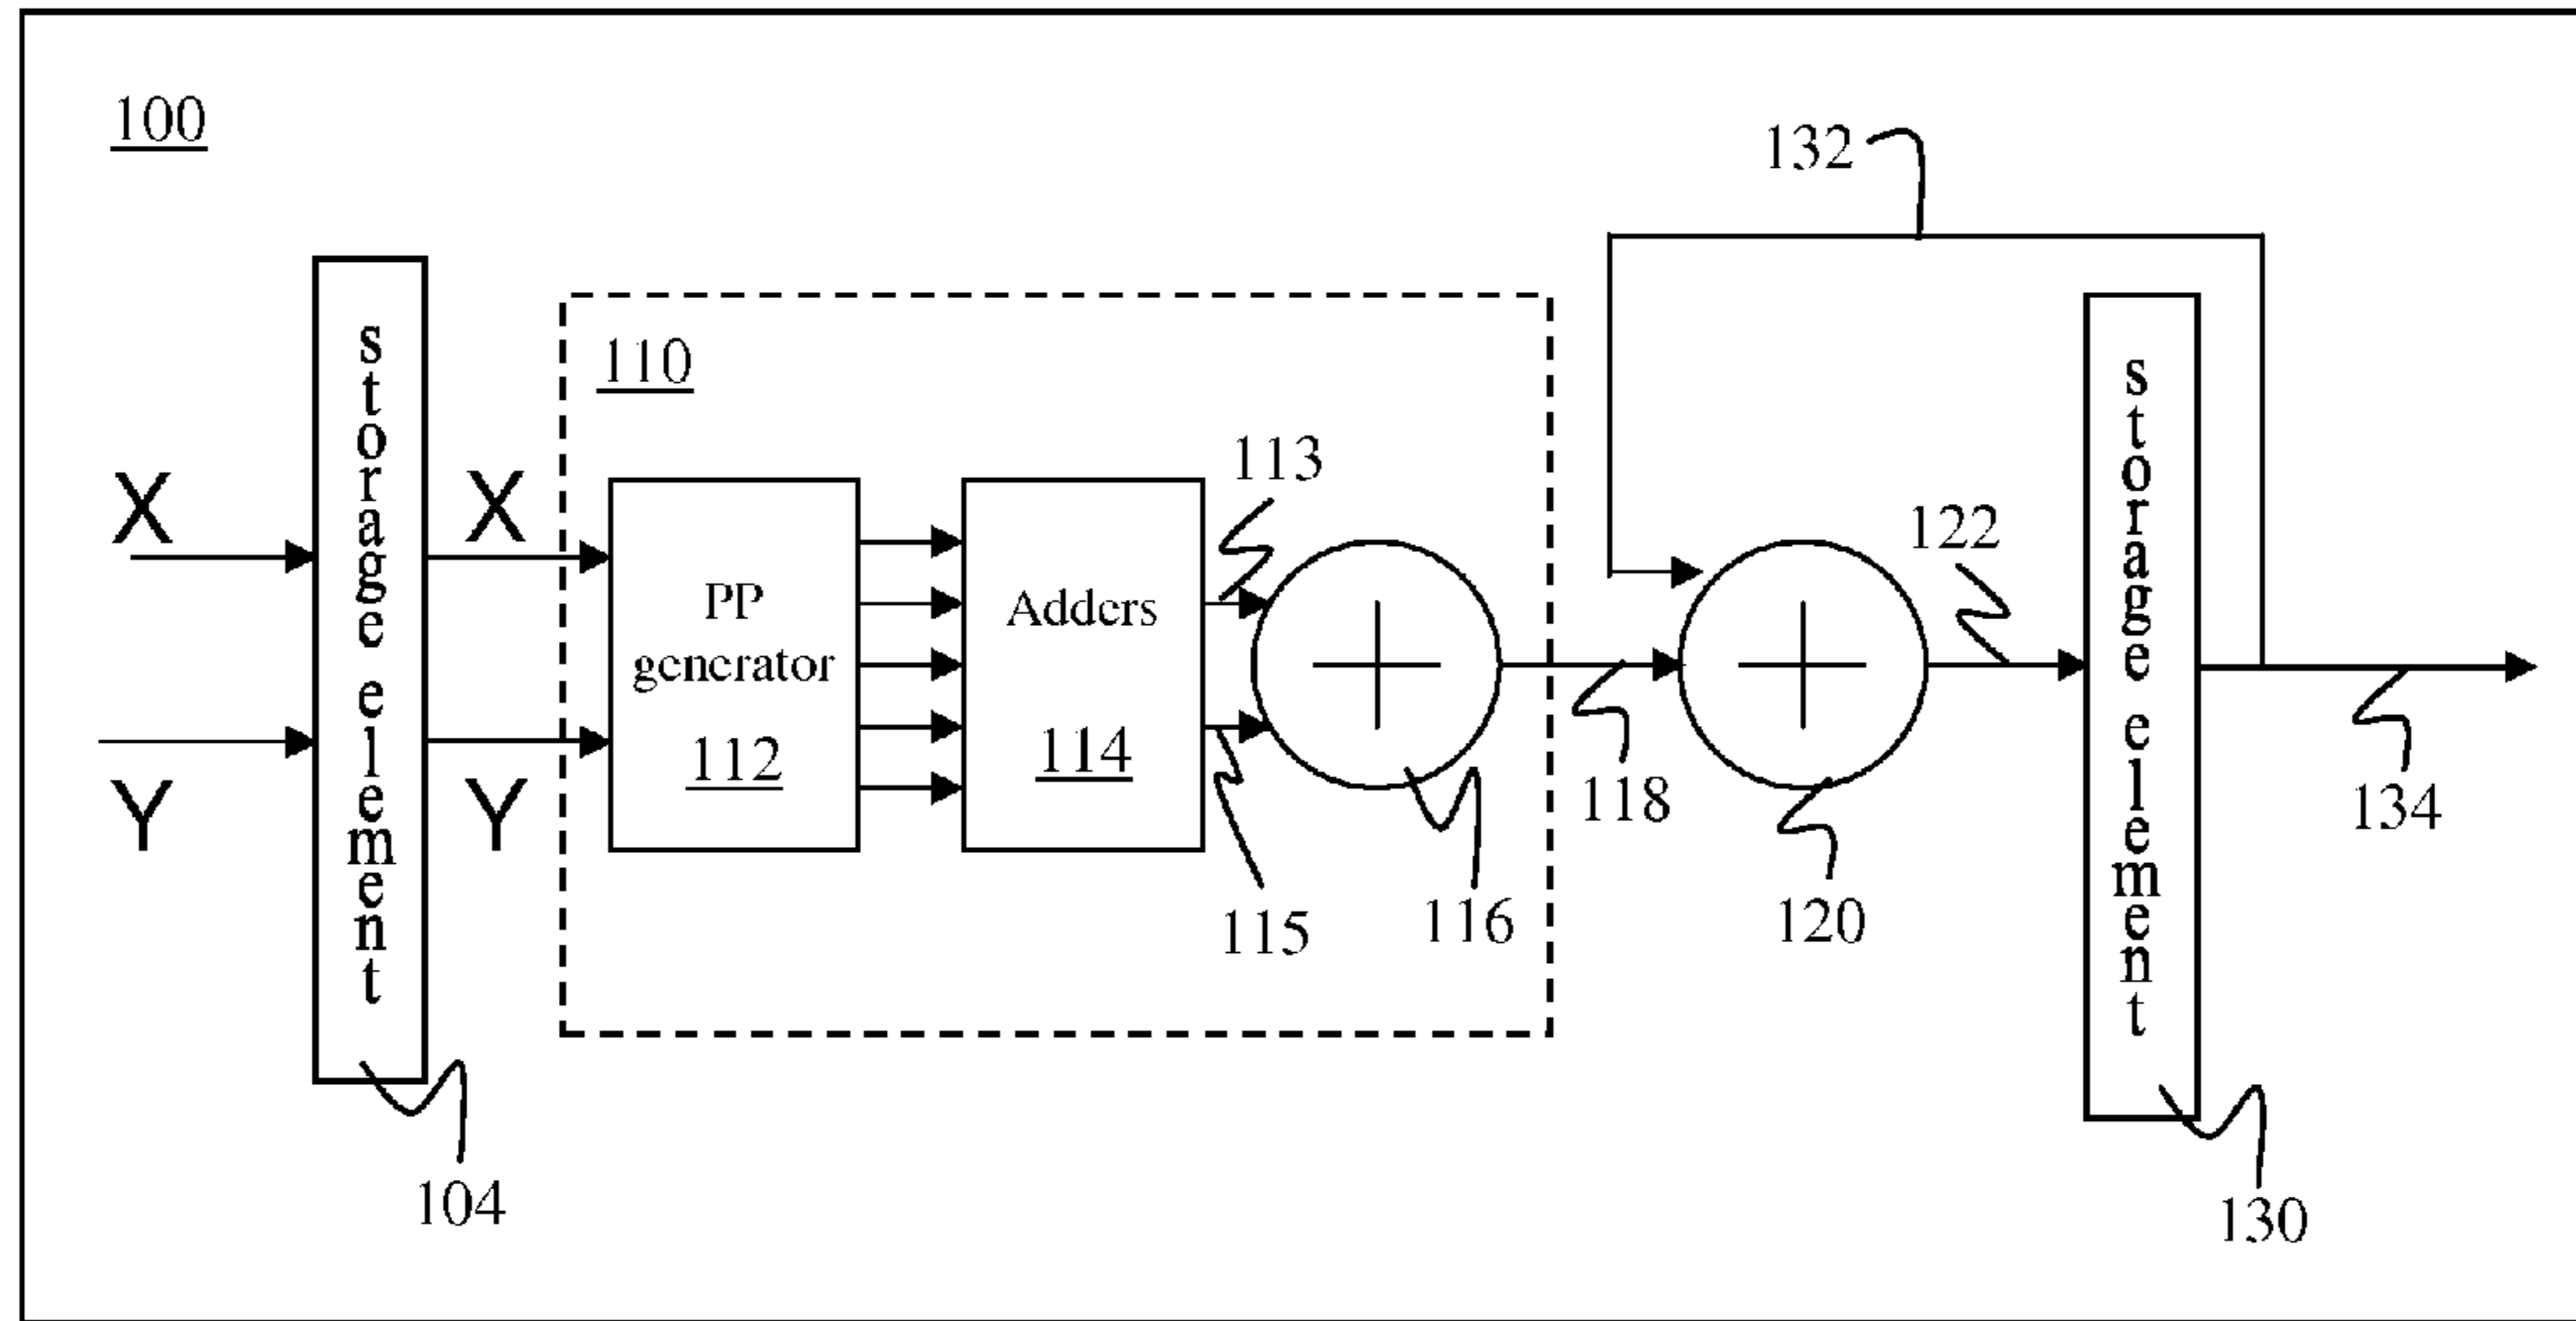 100
132
110
X
X
113
122
storage element
PP
generator
112
Adders
114
storage element
Y
Y
118
134
115
116
120
104
130